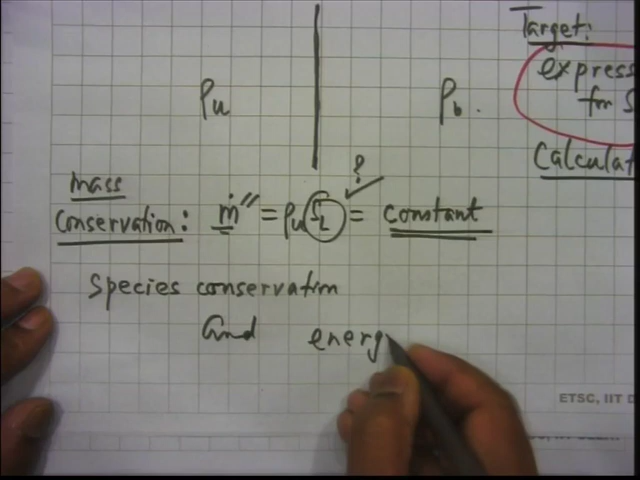 Target:
express
for S
ρu
ρb.
Calculat
?
mass
Conservation: ṁ″ = ρu SL = constant
Species conservation
and energ
ETSC, IIT D